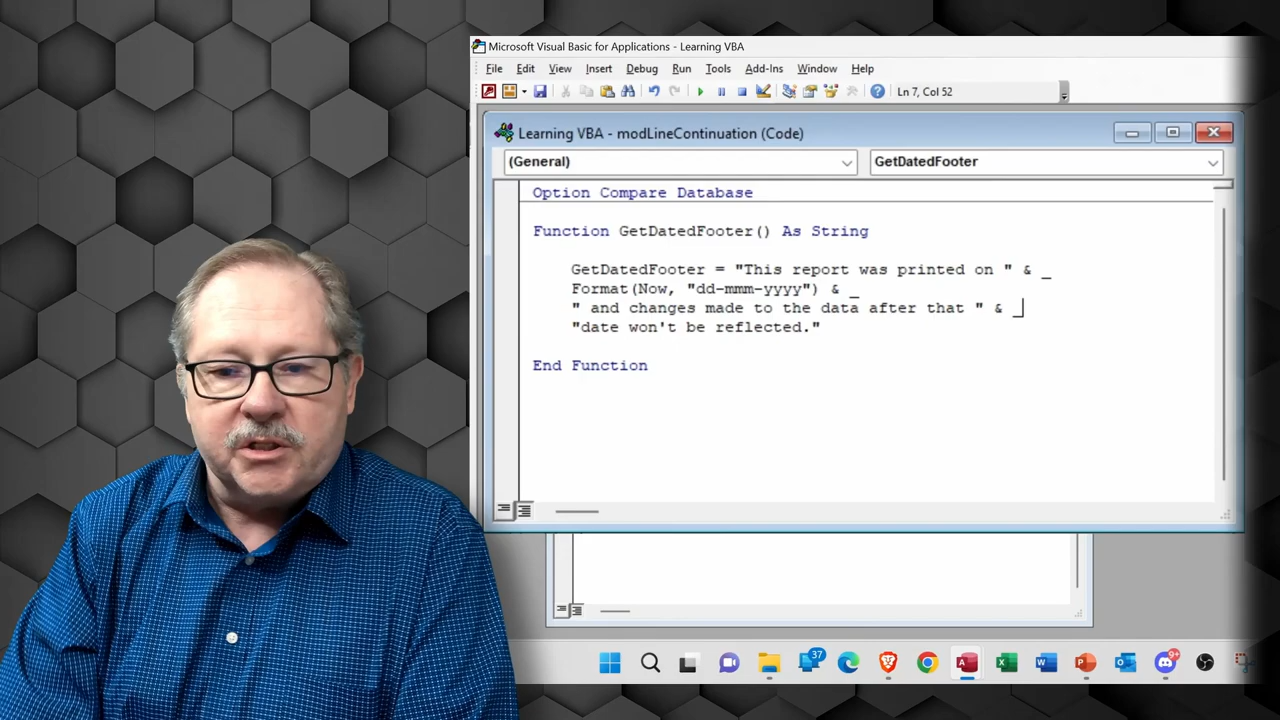 Microsoft Visual Basic for Applications - Learning VBA
File Edit View Insert Debug Run Tools Add-Ins Window Help
Ln 7, Col 52
Learning VBA - modLineContinuation (Code)
(General) GetDatedFooter
Option Compare Database
Function GetDatedFooter() As String
GetDatedFooter = "This report was printed on " & _
Format(Now, "dd-mmm-yyyy") & _
" and changes made to the data after that " & _
"date won't be reflected."
End Function
37
9+